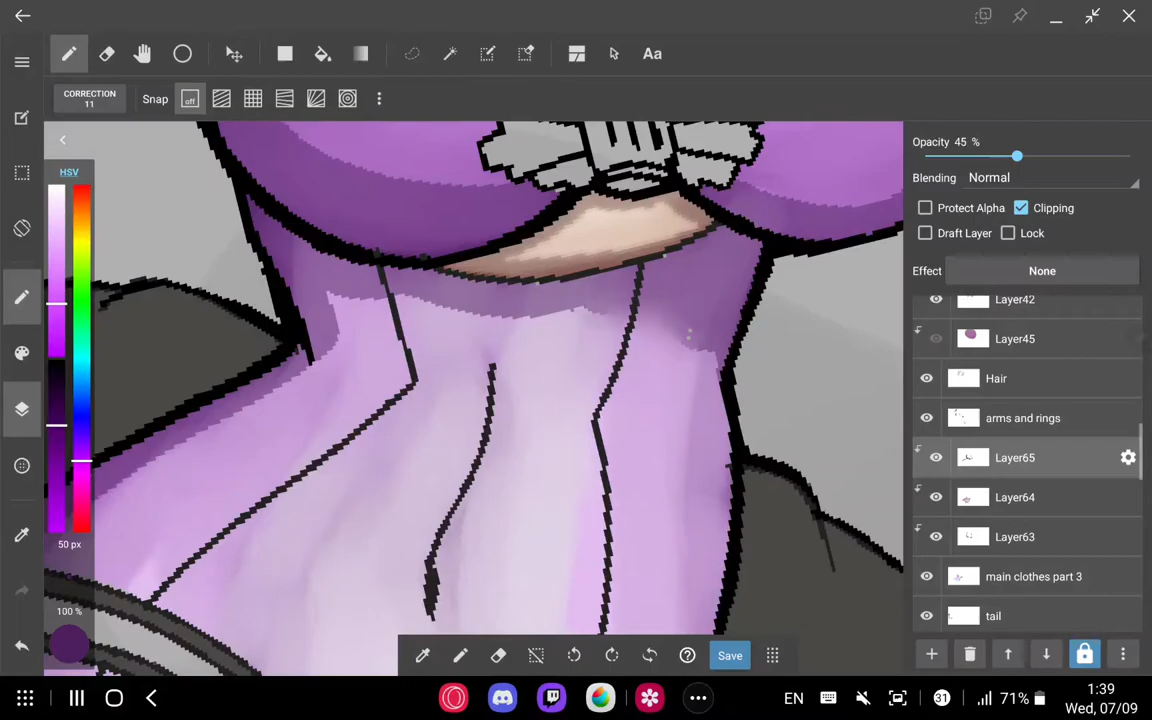 Aa
CORRECTION
11
Snap
off
HSV
Opacity 45 %
Blending Normal
Protect Alpha
Clipping
Draft Layer
Lock
Effect
None
Layer42
Layer45
Hair
arms and rings
Layer65
Layer64
Layer63
main clothes part 3
tail
50 px
100 %
Save
EN
31
71%
1:39
Wed, 07/09